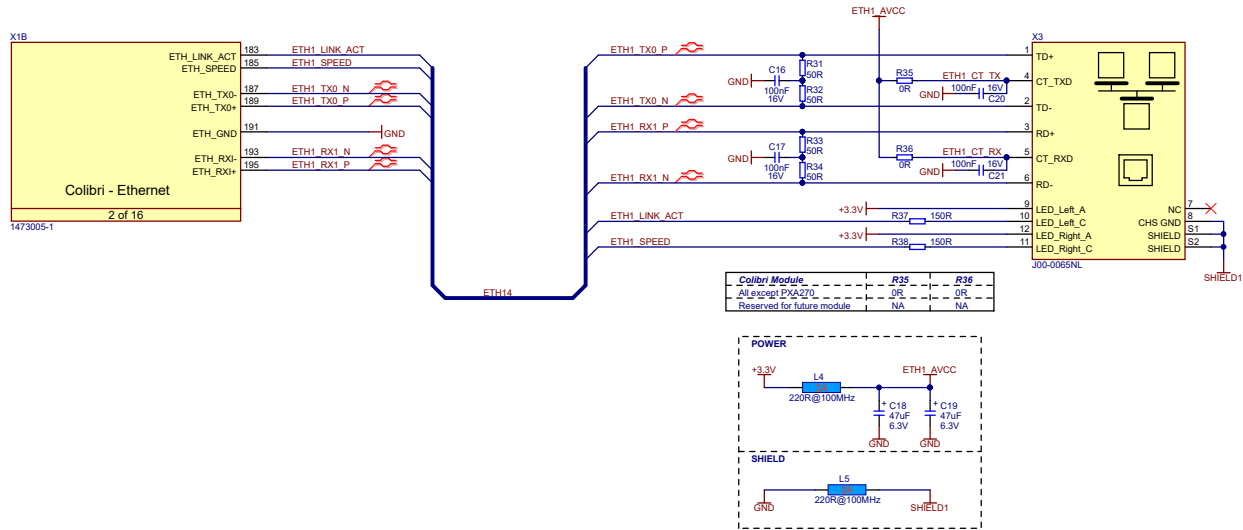 X1B
ETH_LINK_ACT 183 ETH1_LINK_ACT
ETH_SPEED 185 ETH1_SPEED
ETH_TX0- 187 ETH1_TX0_N
ETH_TX0+ 189 ETH1_TX0_P
ETH_GND 191 GND
ETH_RXI- 193 ETH1_RX1_N
ETH_RXI+ 195 ETH1_RX1_P
Colibri - Ethernet
2 of 16
1473005-1
ETH14
ETH1_AVCC
ETH1_TX0_P
R31
50R
C16
GND
100nF
16V
R32
50R
ETH1_TX0_N
R35
0R
ETH1_CT_TX
GND
100nF
16V
C20
ETH1_RX1_P
R33
50R
C17
GND
100nF
16V
R34
50R
ETH1_RX1_N
R36
0R
ETH1_CT_RX
GND
100nF
16V
C21
+3.3V
ETH1_LINK_ACT
R37 150R
+3.3V
ETH1_SPEED
R38 150R
X3
1 TD+
4 CT_TXD
2 TD-
3 RD+
5 CT_RXD
6 RD-
9 LED_Left_A
10 LED_Left_C
12 LED_Right_A
11 LED_Right_C
NC 7
CHS GND 8
SHIELD S1
SHIELD S2
J00-0065NL
SHIELD1
Colibri Module R35 R36
All except PXA270 0R 0R
Reserved for future module NA NA
POWER
+3.3V
L4
2A
220R@100MHz
ETH1_AVCC
+ C18
47uF
6.3V
GND
+ C19
47uF
6.3V
GND
SHIELD
L5
2A
220R@100MHz
GND
SHIELD1